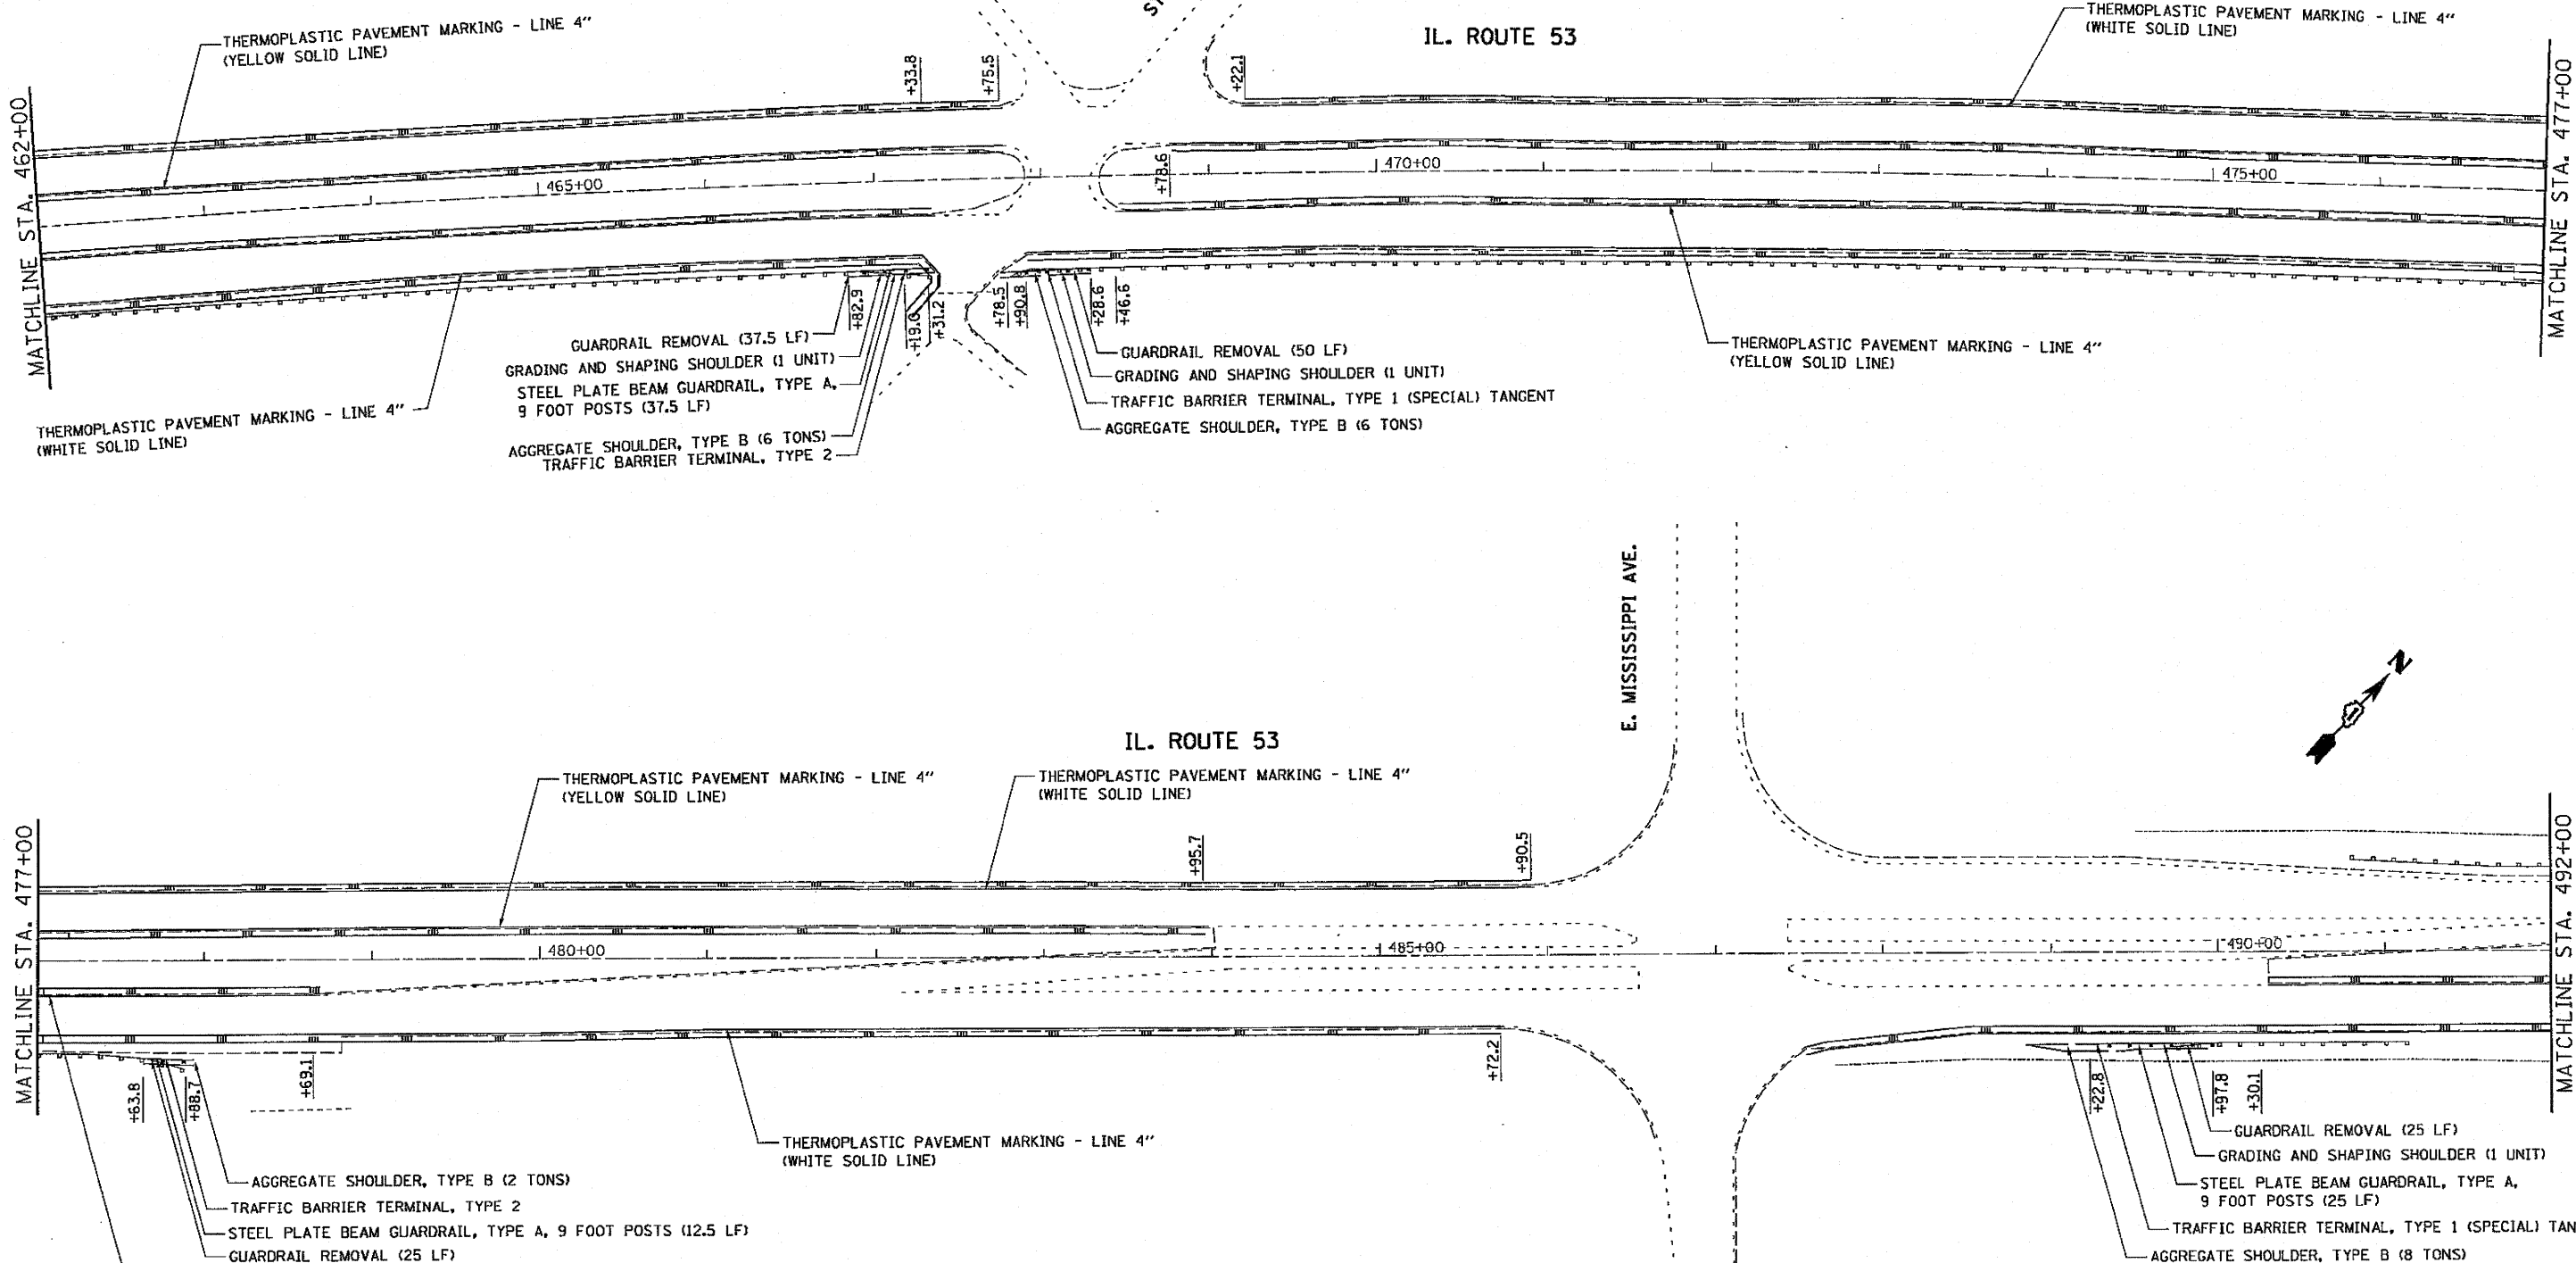 THERMOPLASTIC PAVEMENT MARKING - LINE 4"
(YELLOW SOLID LINE)
IL. ROUTE 53
THERMOPLASTIC PAVEMENT MARKING - LINE 4"
(WHITE SOLID LINE)
MATCHLINE STA. 462+00
+33.8
+75.5
+22.1
MATCHLINE STA. 477+00
465+00
+78.6
470+00
475+00
+82.9
+31.2
+78.5
+90.8
+28.6
+46.6
GUARDRAIL REMOVAL (37.5 LF)
GRADING AND SHAPING SHOULDER (1 UNIT)
STEEL PLATE BEAM GUARDRAIL, TYPE A,
9 FOOT POSTS (37.5 LF)
AGGREGATE SHOULDER, TYPE B (6 TONS)
TRAFFIC BARRIER TERMINAL, TYPE 2
THERMOPLASTIC PAVEMENT MARKING - LINE 4"
(WHITE SOLID LINE)
GUARDRAIL REMOVAL (50 LF)
GRADING AND SHAPING SHOULDER (1 UNIT)
TRAFFIC BARRIER TERMINAL, TYPE 1 (SPECIAL) TANGENT
AGGREGATE SHOULDER, TYPE B (6 TONS)
THERMOPLASTIC PAVEMENT MARKING - LINE 4"
(YELLOW SOLID LINE)
E. MISSISSIPPI AVE.
N
IL. ROUTE 53
THERMOPLASTIC PAVEMENT MARKING - LINE 4"
(YELLOW SOLID LINE)
THERMOPLASTIC PAVEMENT MARKING - LINE 4"
(WHITE SOLID LINE)
MATCHLINE STA. 477+00
+95.7
+90.5
MATCHLINE STA. 492+00
480+00
485+00
490+00
+63.8
+88.7
+69.1
+72.2
+22.8
+97.8
+30.1
THERMOPLASTIC PAVEMENT MARKING - LINE 4"
(WHITE SOLID LINE)
AGGREGATE SHOULDER, TYPE B (2 TONS)
TRAFFIC BARRIER TERMINAL, TYPE 2
STEEL PLATE BEAM GUARDRAIL, TYPE A, 9 FOOT POSTS (12.5 LF)
GUARDRAIL REMOVAL (25 LF)
GUARDRAIL REMOVAL (25 LF)
GRADING AND SHAPING SHOULDER (1 UNIT)
STEEL PLATE BEAM GUARDRAIL, TYPE A,
9 FOOT POSTS (25 LF)
TRAFFIC BARRIER TERMINAL, TYPE 1 (SPECIAL) TAN
AGGREGATE SHOULDER, TYPE B (8 TONS)